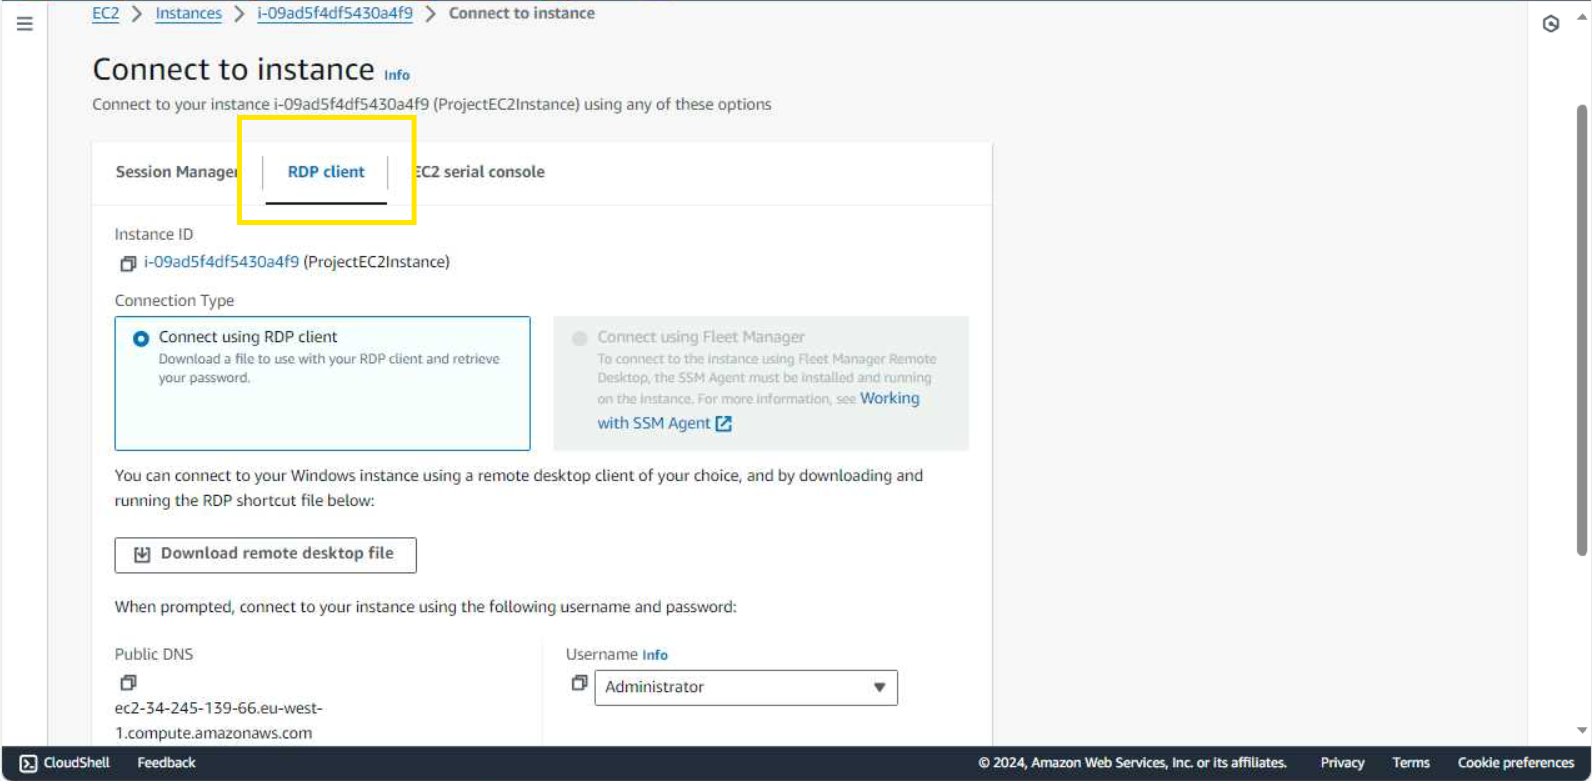 EC2 > Instances > i-09ad5f4df5430a4f9 > Connect to instance
Connect to instance Info
Connect to your instance i-09ad5f4df5430a4f9 (ProjectEC2Instance) using any of these options
Session Manager RDP client EC2 serial console
Instance ID
i-09ad5f4df5430a4f9 (ProjectEC2Instance)
Connection Type
Connect using RDP client
Download a file to use with your RDP client and retrieve
your password.
Connect using Fleet Manager
To connect to the instance using Fleet Manager Remote
Desktop, the SSM Agent must be installed and running
on the instance. For more information, see Working
with SSM Agent
You can connect to your Windows instance using a remote desktop client of your choice, and by downloading and
running the RDP shortcut file below:
Download remote desktop file
When prompted, connect to your instance using the following username and password:
Public DNS
ec2-34-245-139-66.eu-west-
1.compute.amazonaws.com
Username Info
Administrator
CloudShell Feedback © 2024, Amazon Web Services, Inc. or its affiliates. Privacy Terms Cookie preferences